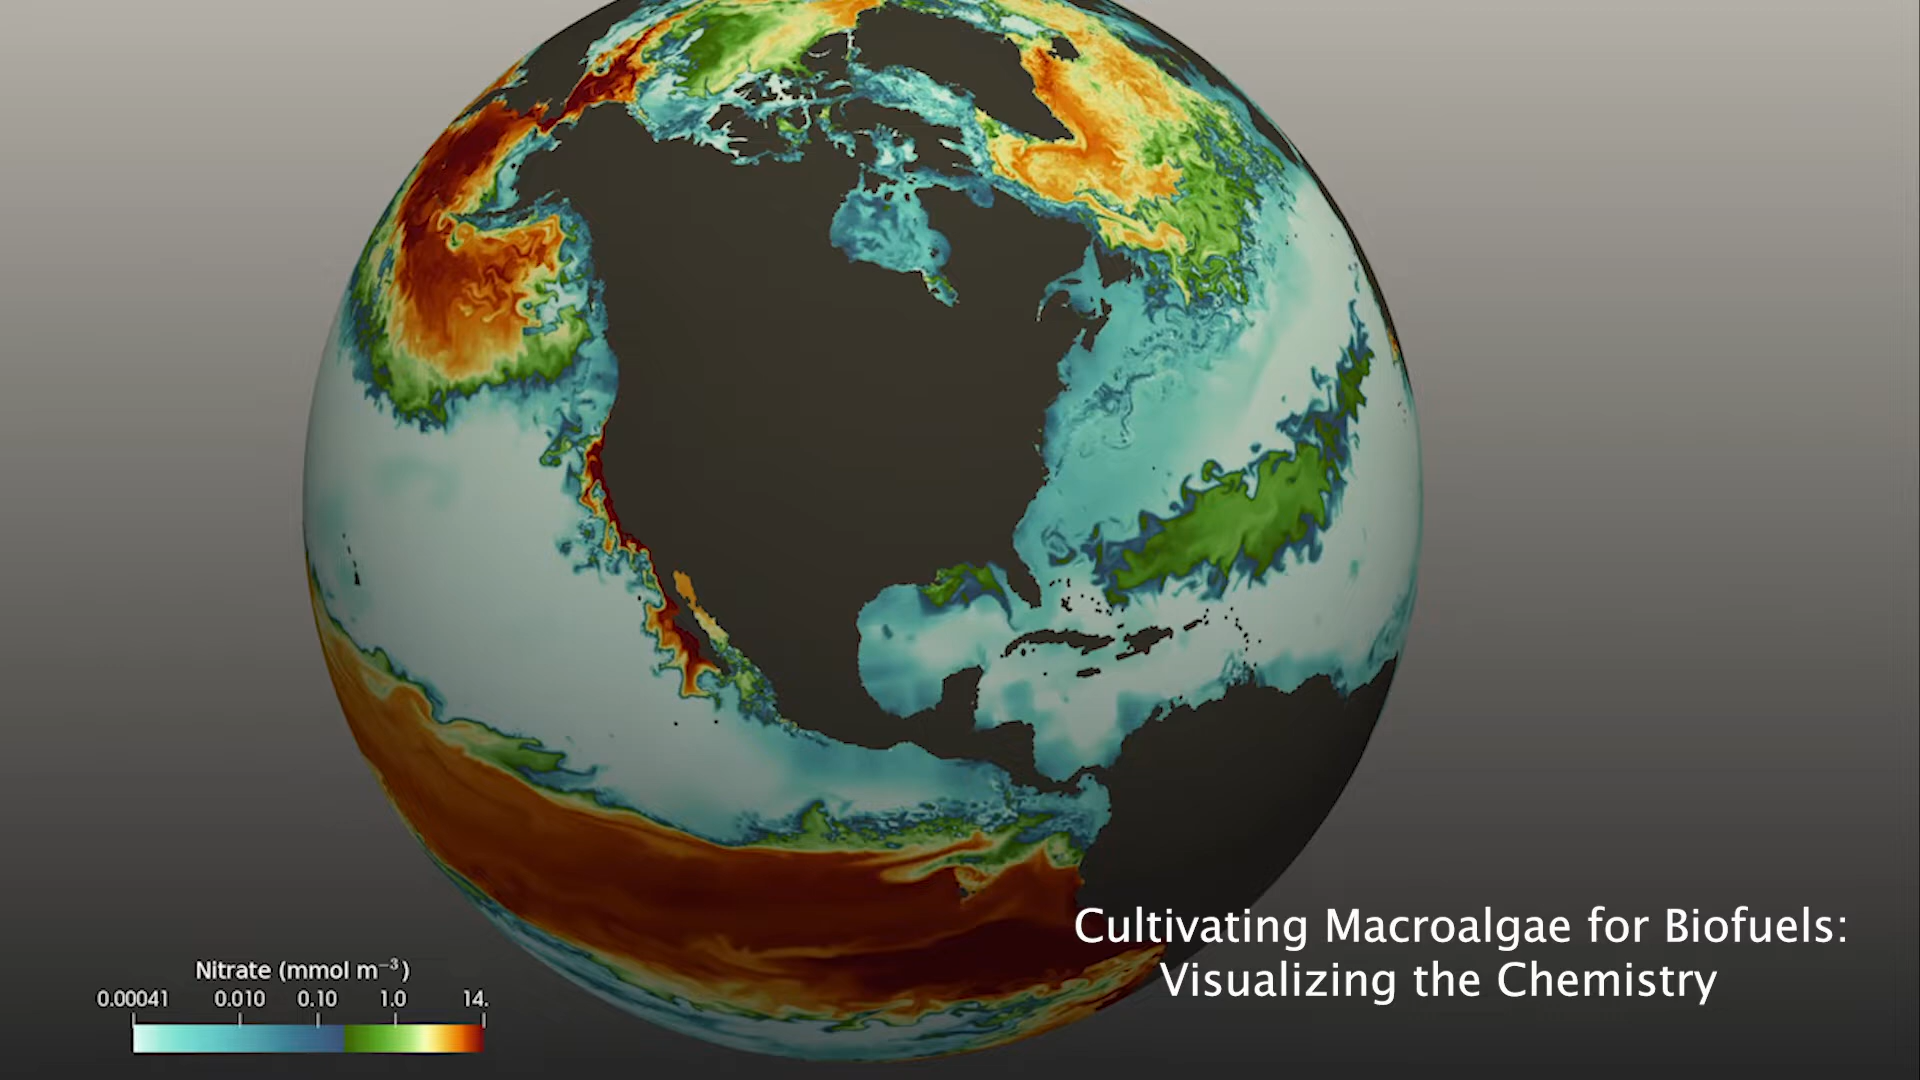 Cultivating Macroalgae for Biofuels:
Visualizing the Chemistry
Nitrate (mmol m⁻³)
0.00041 0.010 0.10 1.0 14.